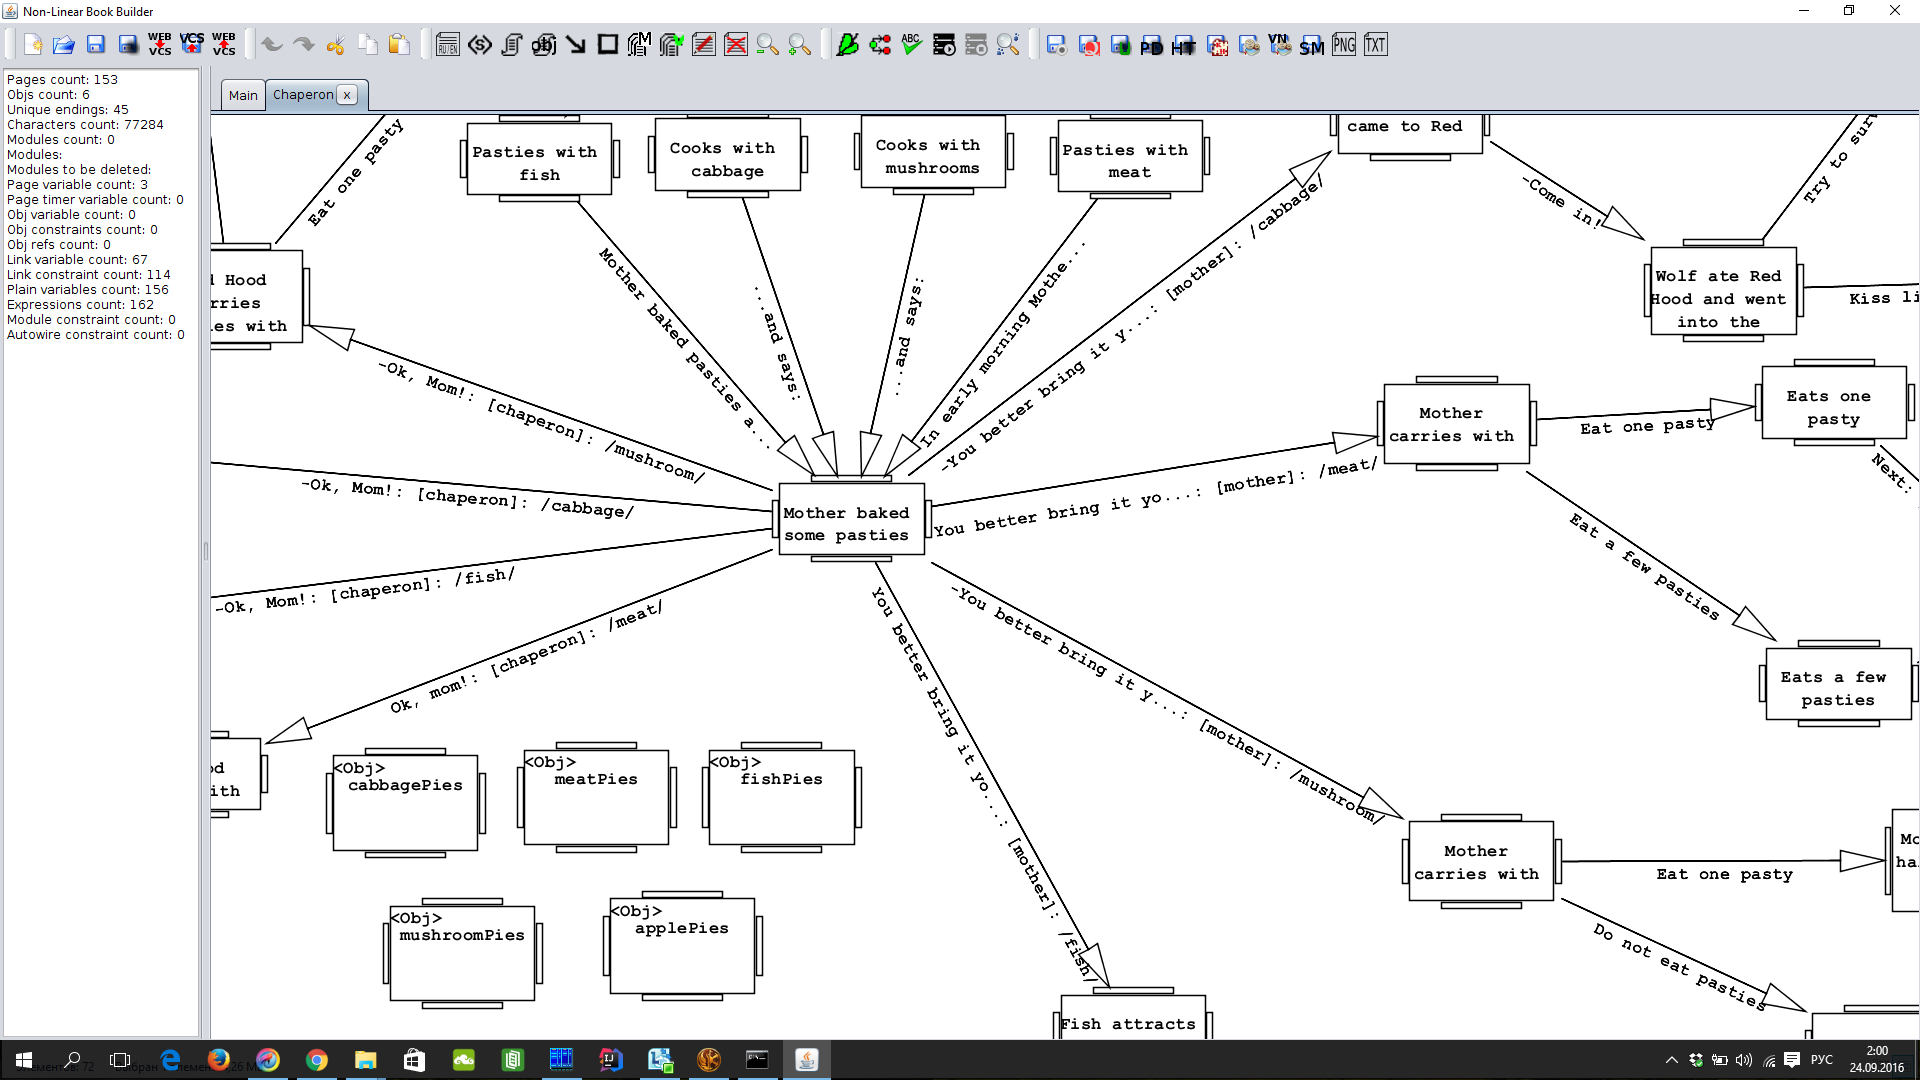 Non-Linear Book Builder
WEB VCS
VCS
WEB VCS
RU/EN
<S>
obj
M
ABC
PD
HT
VN
SM
PNG
TXT
Pages count: 153
Objs count: 6
Unique endings: 45
Characters count: 77284
Modules count: 0
Modules:
Modules to be deleted:
Page variable count: 3
Page timer variable count: 0
Obj variable count: 0
Obj constraints count: 0
Obj refs count: 0
Link variable count: 67
Link constraint count: 114
Plain variables count: 156
Expressions count: 162
Module constraint count: 0
Autowire constraint count: 0
Main
Chaperon
x
Eat one pasty
Pasties with
fish
Cooks with
cabbage
Cooks with
mushrooms
Pasties with
meat
came to Red
-Come in!
Try to sur
d Hood
rries
es with
Wolf ate Red
Hood and went
into the
Kiss li
Mother baked pasties a...
...and says:
...and says:
In early morning Mothe...
-You better bring it y...: [mother]: /cabbage/
-Ok, Mom!: [chaperon]: /mushroom/
-Ok, Mom!: [chaperon]: /cabbage/
-Ok, Mom!: [chaperon]: /fish/
Ok, mom!: [chaperon]: /meat/
Mother baked
some pasties
You better bring it yo...: [mother]: /meat/
Mother
carries with
Eat one pasty
Eats one
pasty
Next:
Eat a few pasties
Eats a few
pasties
-You better bring it y...: [mother]: /mushroom/
You better bring it yo...: [mother]: /fish/
od
ith
<Obj>
cabbagePies
<Obj>
meatPies
<Obj>
fishPies
<Obj>
mushroomPies
<Obj>
applePies
Mother
carries with
Eat one pasty
Mo
ha
Do not eat pasties
Fish attracts
РУС
2:00
24.09.2016